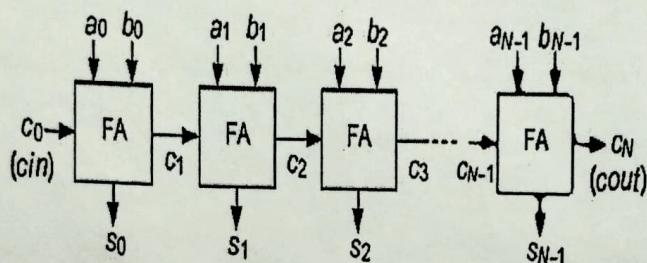 a0 b0 a1 b1 a2 b2 aN-1 bN-1
c0 FA FA FA FA cN
(cin) c1 c2 c3 cN-1 (cout)
s0 s1 s2 sN-1